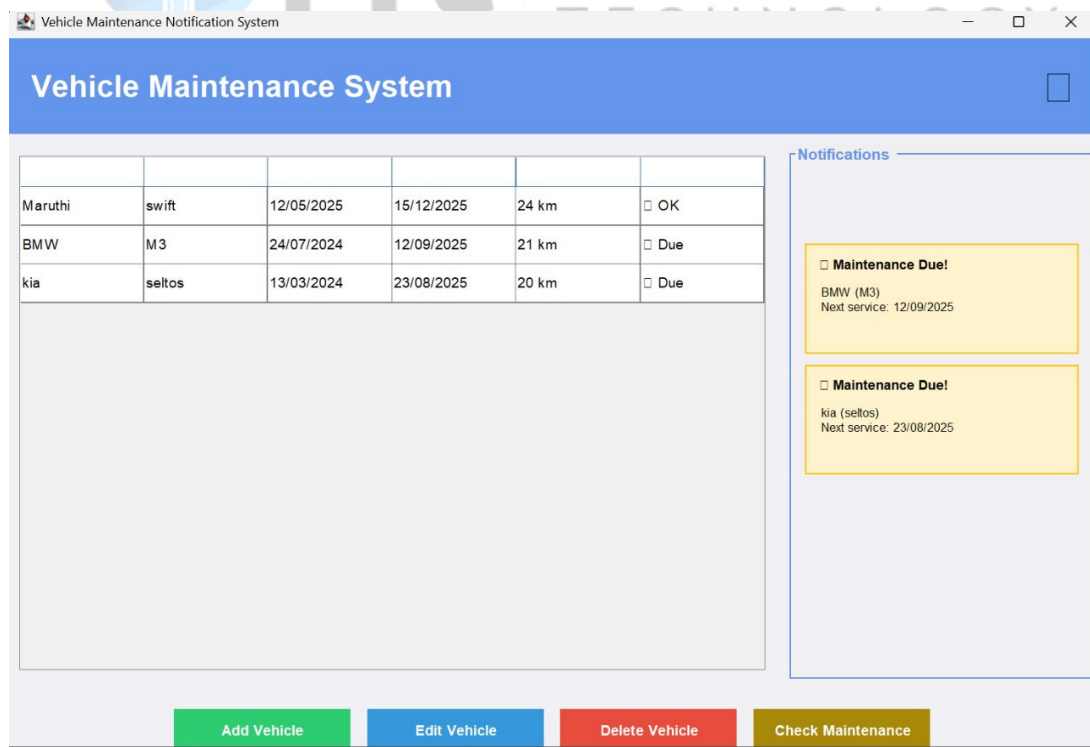 TECHNOLOGY
Vehicle Maintenance Notification System
Vehicle Maintenance System
Maruthi swift 12/05/2025 15/12/2025 24 km OK
BMW M3 24/07/2024 12/09/2025 21 km Due
kia seltos 13/03/2024 23/08/2025 20 km Due
Notifications
Maintenance Due!
BMW (M3)
Next service: 12/09/2025
Maintenance Due!
kia (seltos)
Next service: 23/08/2025
Add Vehicle Edit Vehicle Delete Vehicle Check Maintenance